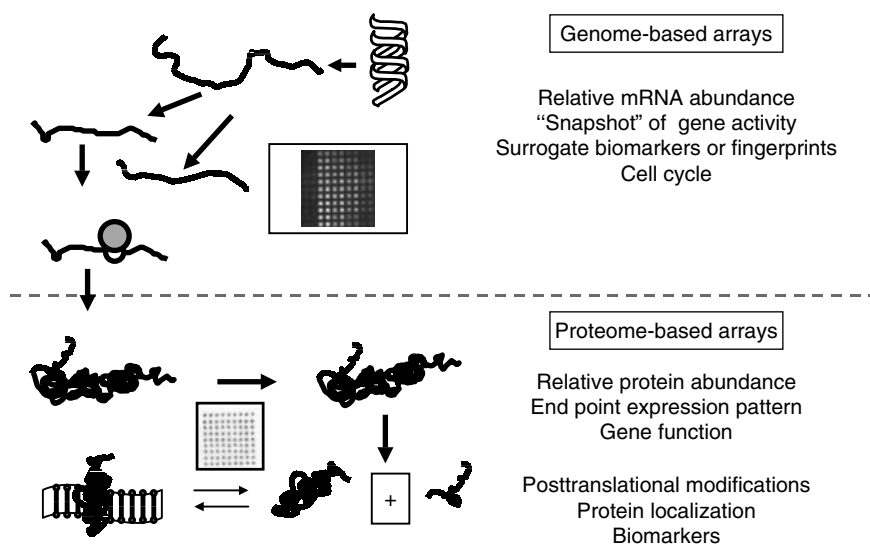 Genome-based arrays
Relative mRNA abundance
“Snapshot” of gene activity
Surrogate biomarkers or fingerprints
Cell cycle
Proteome-based arrays
Relative protein abundance
End point expression pattern
Gene function
Posttranslational modifications
Protein localization
Biomarkers
+